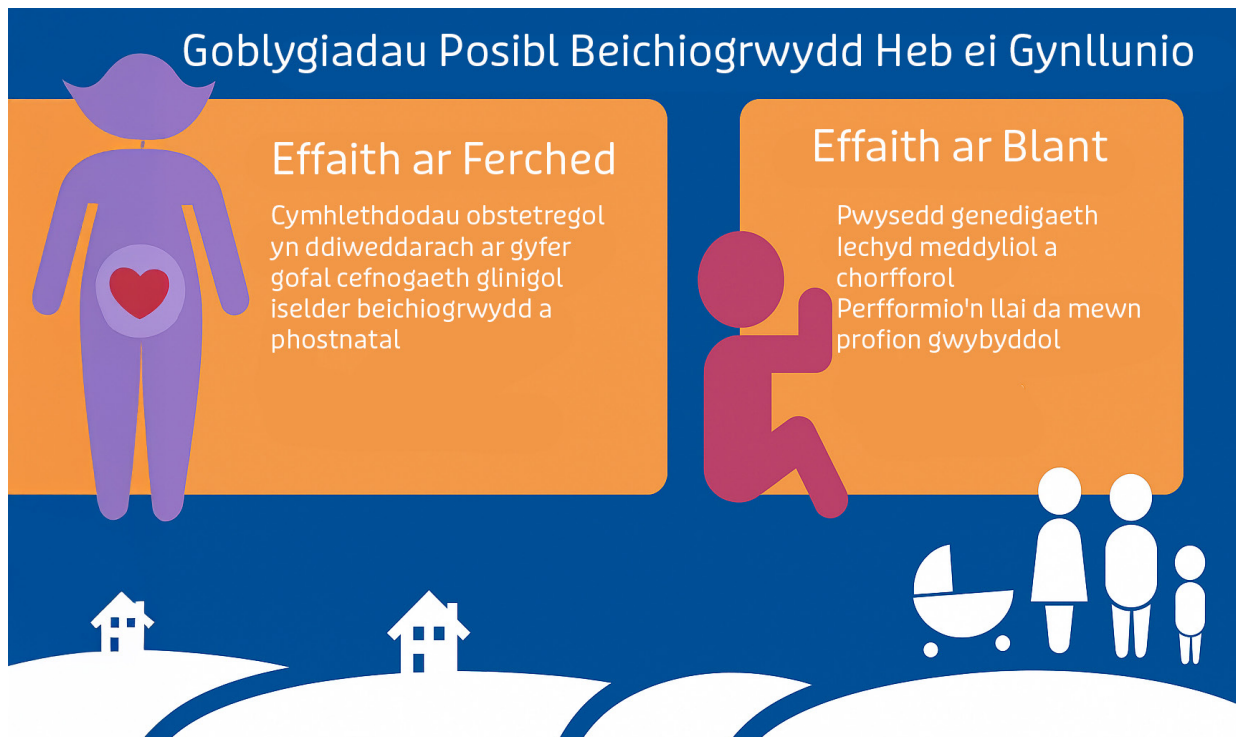 Goblygiadau Posibl Beichiogrwydd Heb ei Gynllunio
Effaith ar Ferched
Cymhlethdodau obstetregol
yn ddiweddarach ar gyfer
gofal cefnogaeth glinigol
iselder beichiogrwydd a
phostnatal
Effaith ar Blant
Pwysedd genedigaeth
Iechyd meddyliol a
chorfforol
Perfformio'n llai da mewn
profion gwybyddol